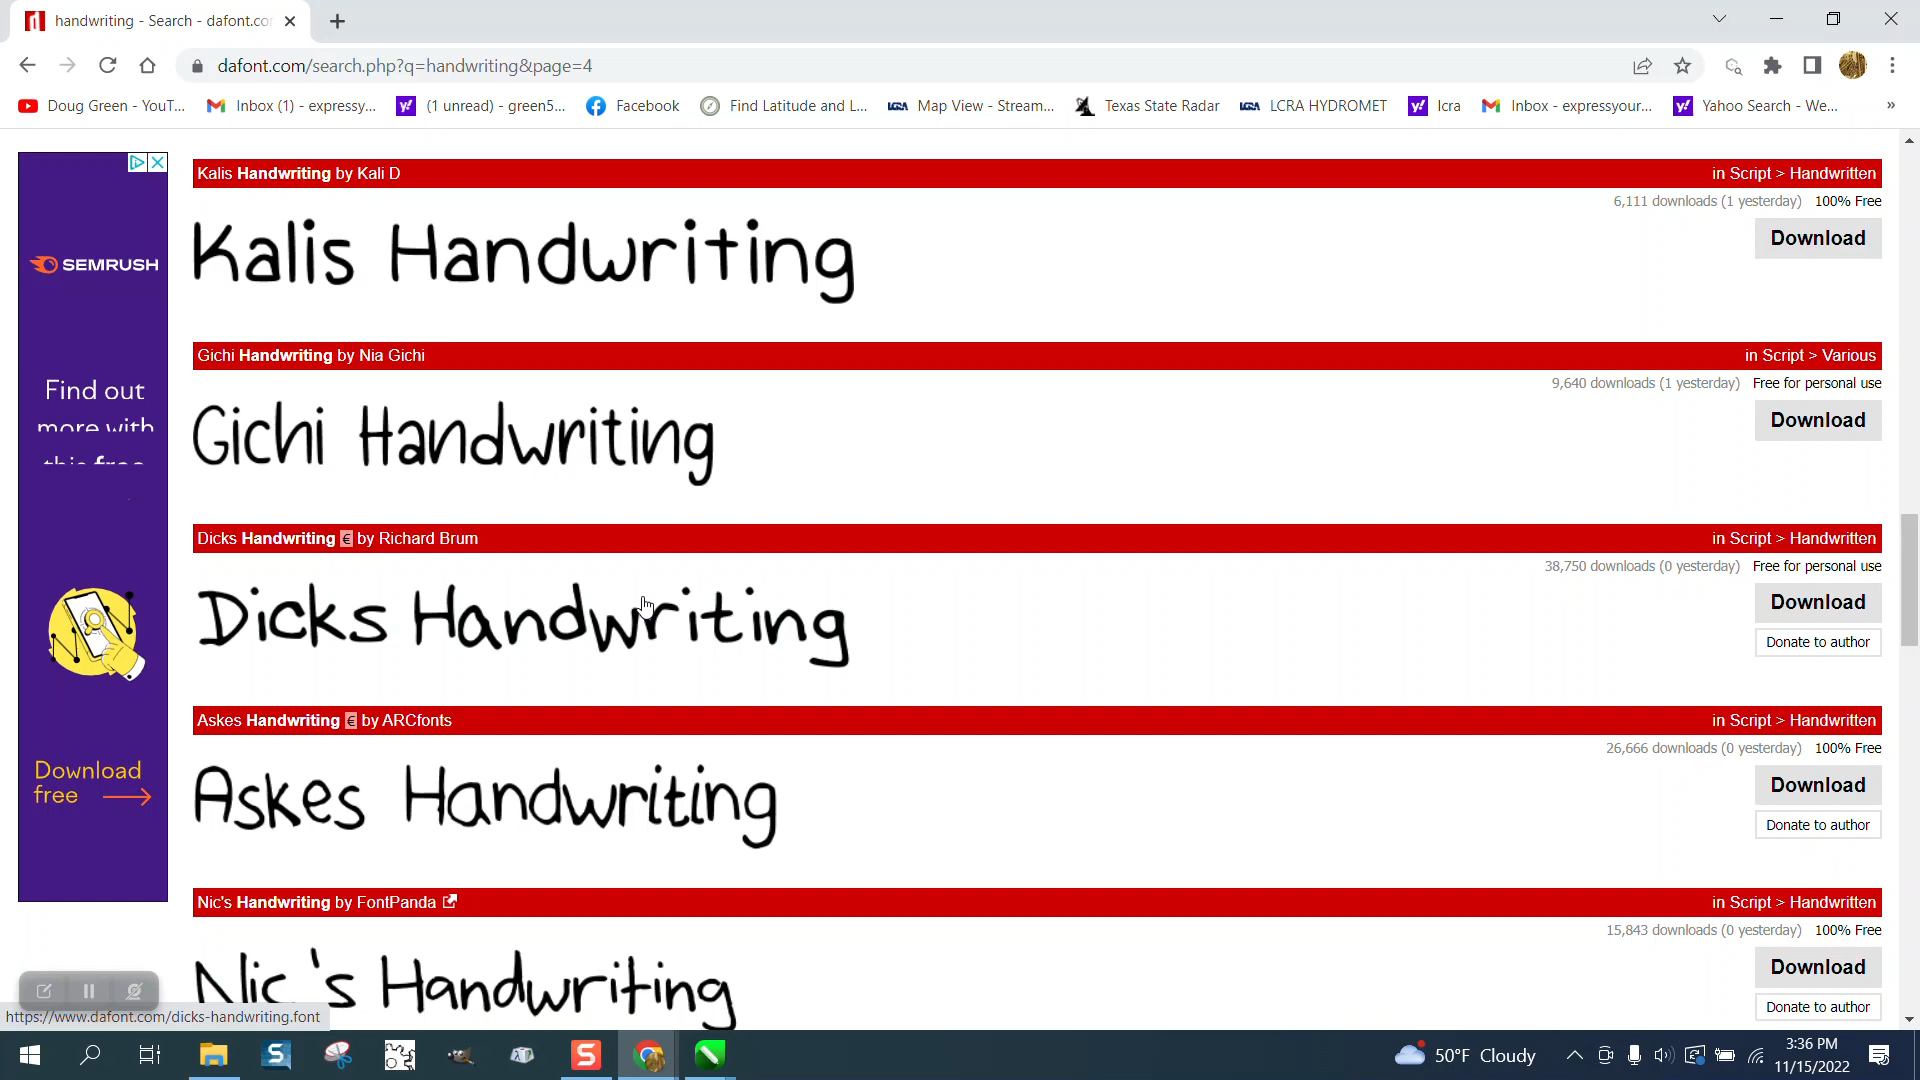 handwriting - Search - dafont.co
dafont.com/search.php?q=handwriting&page=4
Doug Green - YouT... Inbox (1) - expressy... (1 unread) - green5... Facebook Find Latitude and L... Map View - Stream... Texas State Radar LCRA HYDROMET lcra Inbox - expressyour... Yahoo Search - We... »
Kalis Handwriting by Kali D in Script > Handwritten
6,111 downloads (1 yesterday) 100% Free
Kalis Handwriting
Download
Gichi Handwriting by Nia Gichi in Script > Various
9,640 downloads (1 yesterday) Free for personal use
Gichi Handwriting
Download
Dicks Handwriting € by Richard Brum in Script > Handwritten
38,750 downloads (0 yesterday) Free for personal use
Dicks Handwriting
Download
Donate to author
Askes Handwriting € by ARCfonts in Script > Handwritten
26,666 downloads (0 yesterday) 100% Free
Askes Handwriting
Download
Donate to author
Nic's Handwriting by FontPanda in Script > Handwritten
15,843 downloads (0 yesterday) 100% Free
Nic's Handwriting
Download
Donate to author
SEMRUSH
Find out
more with
this free
Download
free
https://www.dafont.com/dicks-handwriting.font
50°F Cloudy
3:36 PM
11/15/2022